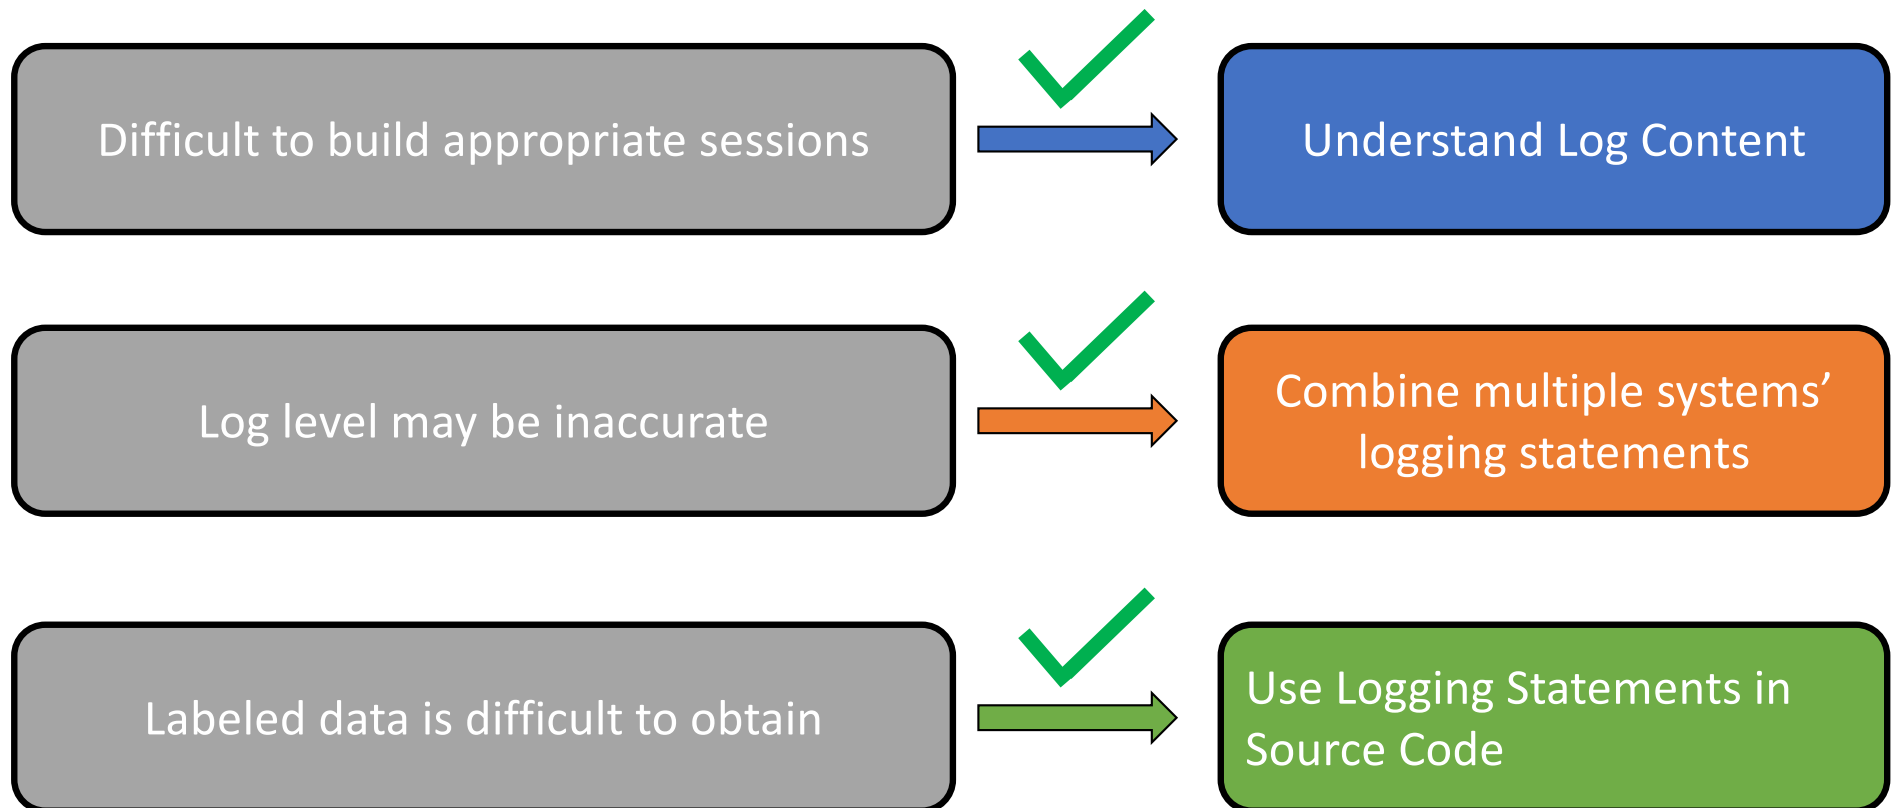 Difficult to build appropriate sessions
Understand Log Content
Log level may be inaccurate
Combine multiple systems’
logging statements
Labeled data is difficult to obtain
Use Logging Statements in
Source Code